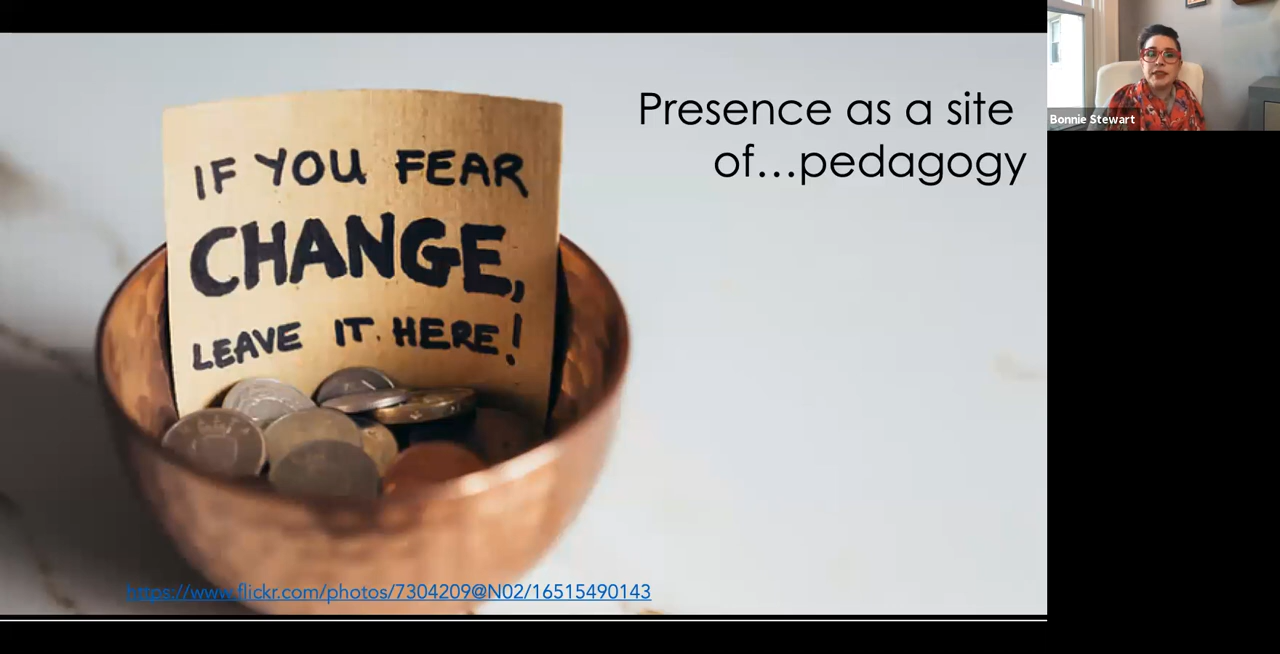 Presence as a site
of...pedagogy
IF YOU FEAR
CHANGE,
LEAVE IT HERE!
https://www.flickr.com/photos/7304209@N02/16515490143
Bonnie Stewart